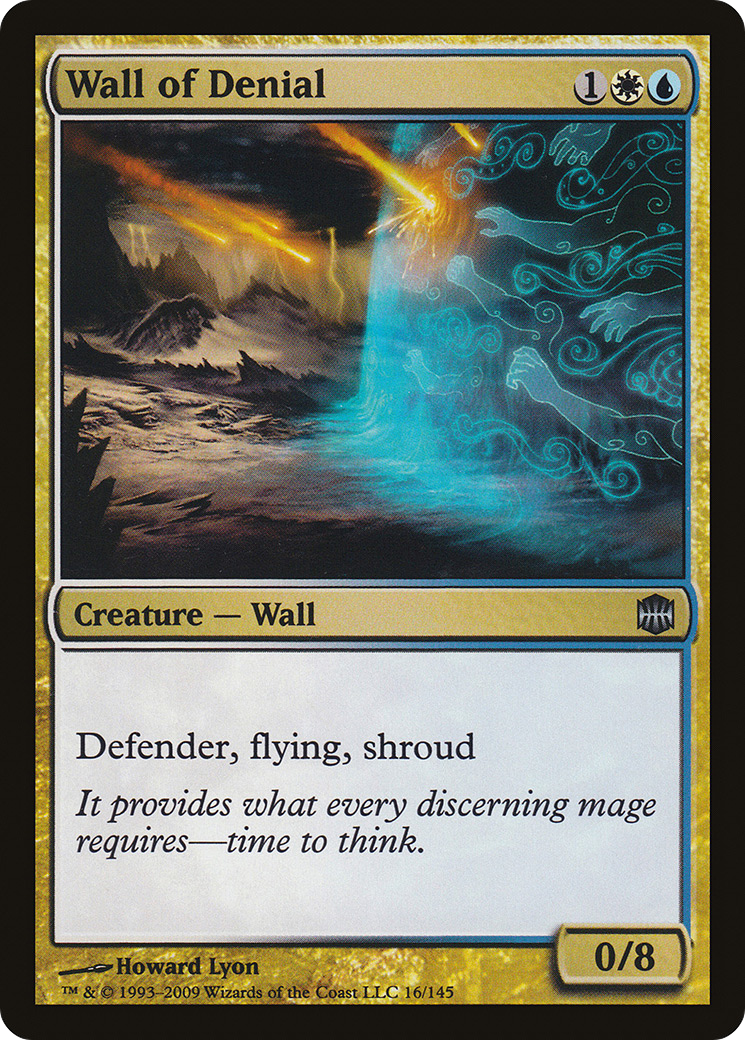 Wall of Denial 1
Creature — Wall
Defender, flying, shroud
It provides what every discerning mage
requires—time to think.
0/8
Howard Lyon
™ & © 1993–2009 Wizards of the Coast LLC 16/145